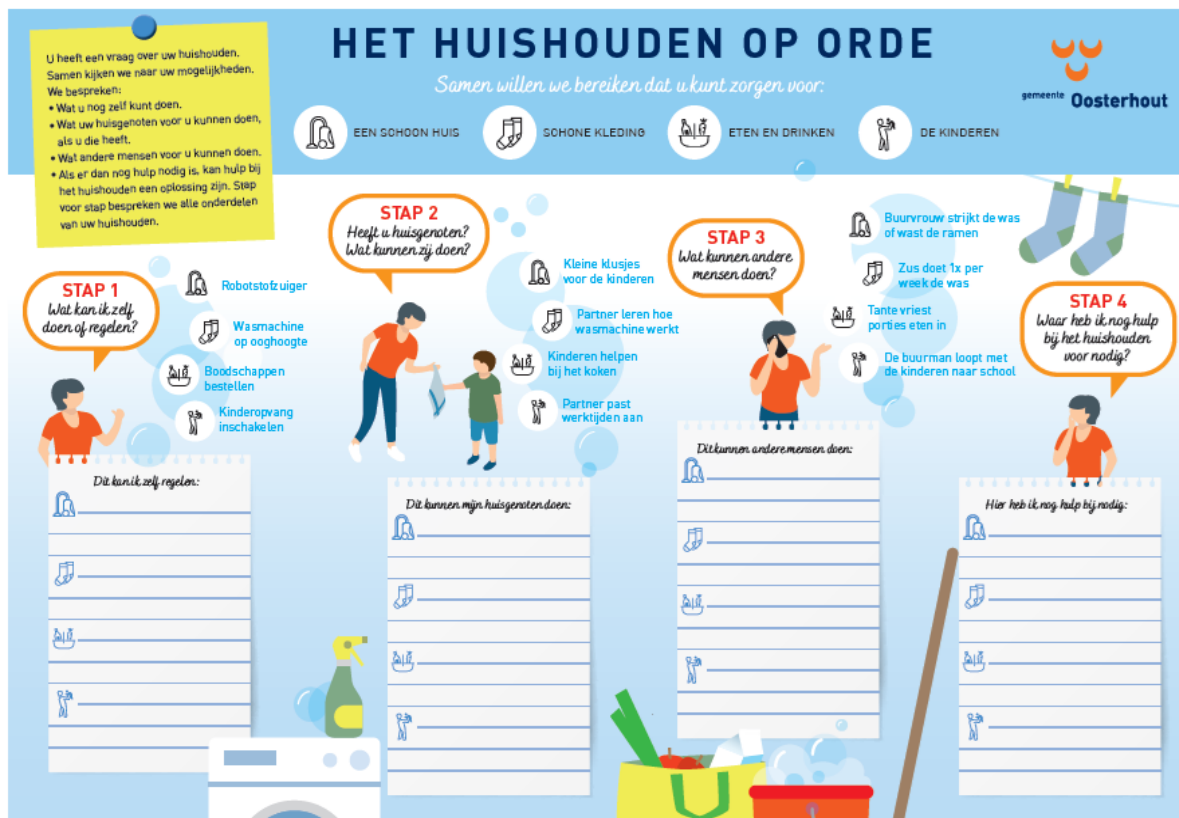 U heeft een vraag over uw huishouden.
Samen kijken we naar uw mogelijkheden.
We bespreken:
• Wat u nog zelf kunt doen.
• Wat uw huisgenoten voor u kunnen doen,
als u die heeft.
• Wat andere mensen voor u kunnen doen.
• Als er dan nog hulp nodig is, kan hulp bij
het huishouden een oplossing zijn. Stap
voor stap bespreken we alle onderdelen
van uw huishouden.
HET HUISHOUDEN OP ORDE
Samen willen we bereiken dat u kunt zorgen voor:
EEN SCHOON HUIS
SCHONE KLEDING
ETEN EN DRINKEN
DE KINDEREN
gemeente Oosterhout
STAP 1
Wat kan ik zelf
doen of regelen?
Robotstofzuiger
Wasmachine
op ooghoogte
Boodschappen
bestellen
Kinderopvang
inschakelen
Dit kan ik zelf regelen:
STAP 2
Heeft u huisgenoten?
Wat kunnen zij doen?
Kleine klusjes
voor de kinderen
Partner leren hoe
wasmachine werkt
Kinderen helpen
bij het koken
Partner past
werktijden aan
Dit kunnen mijn huisgenoten doen:
STAP 3
Wat kunnen andere
mensen doen?
Buurvrouw strijkt de was
of wast de ramen
Zus doet 1x per
week de was
Tante vriest
porties eten in
De buurman loopt met
de kinderen naar school
Dit kunnen andere mensen doen:
STAP 4
Waar heb ik nog hulp
bij het huishouden
voor nodig?
Hier heb ik nog hulp bij nodig: